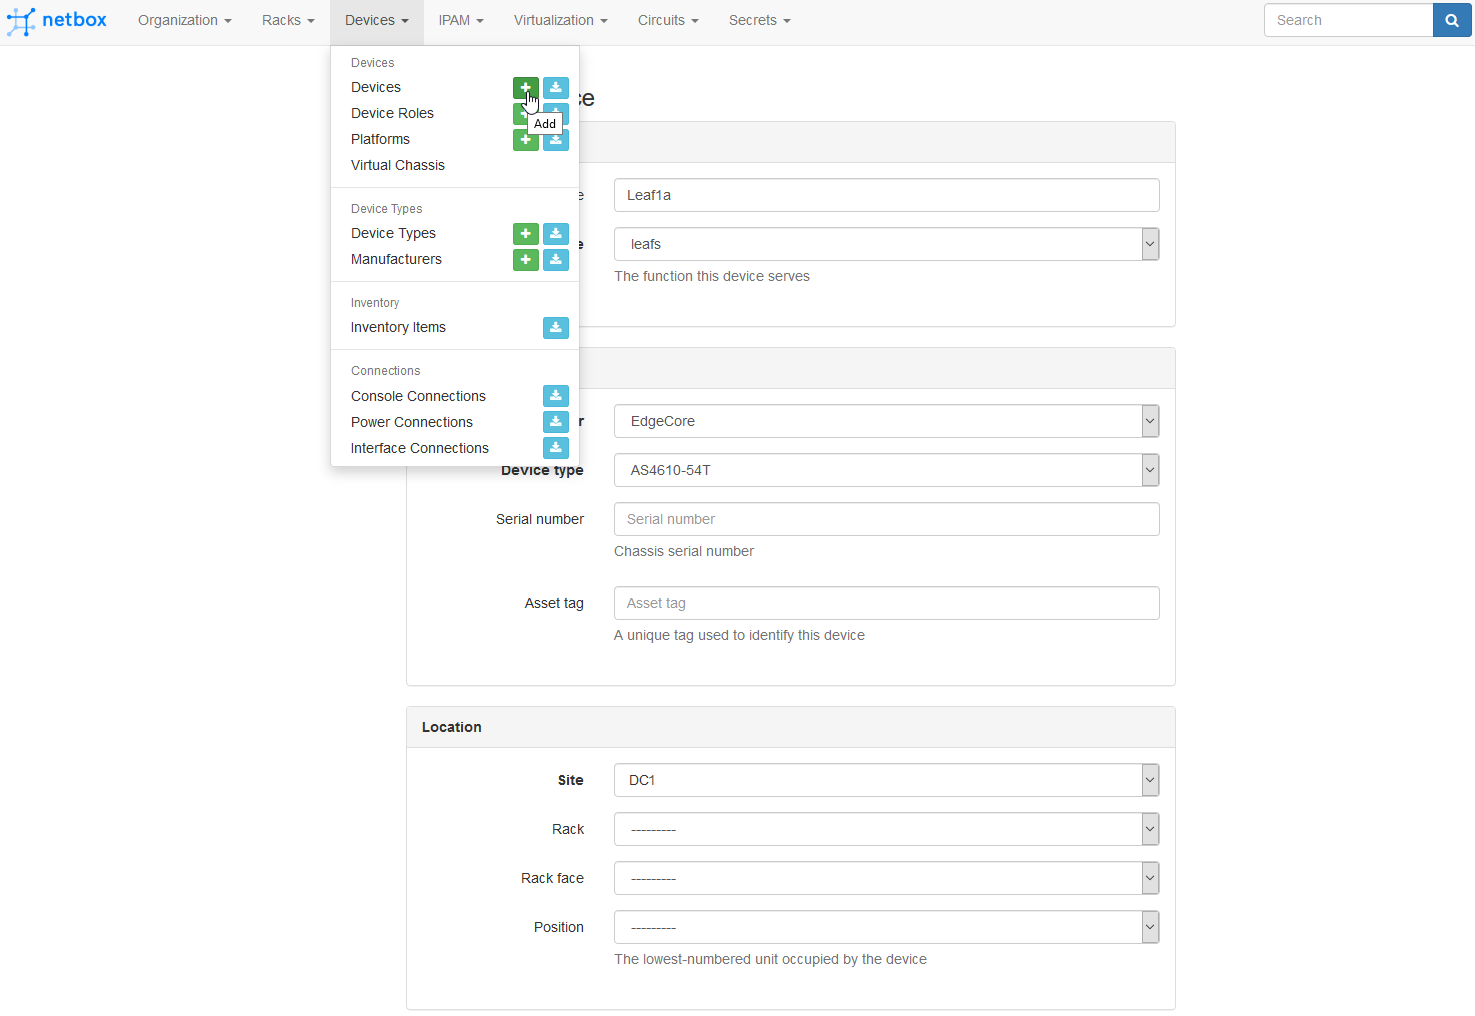 netbox Organization Racks Devices IPAM Virtualization Circuits Secrets Search
Devices
Devices
Device Roles
Add
Platforms
Virtual Chassis
Device Types
Device Types
Manufacturers
Inventory
Inventory Items
Connections
Console Connections
Power Connections
Interface Connections
ce
e Leaf1a
e leafs
The function this device serves
r EdgeCore
Device type AS4610-54T
Serial number Serial number
Chassis serial number
Asset tag Asset tag
A unique tag used to identify this device
Location
Site DC1
Rack ---------
Rack face ---------
Position ---------
The lowest-numbered unit occupied by the device